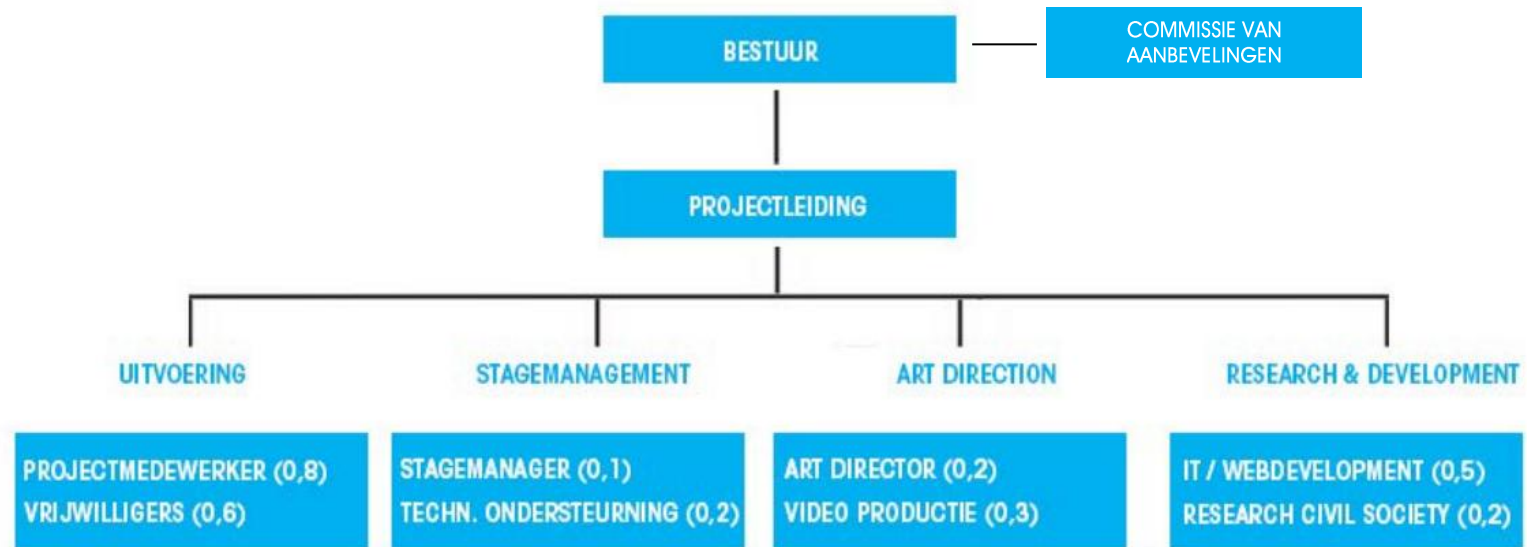 BESTUUR
COMMISSIE VAN
AANBEVELINGEN
PROJECTLEIDING
UITVOERING
STAGEMANAGEMENT
ART DIRECTION
RESEARCH & DEVELOPMENT
PROJECTMEDEWERKER (0,8)
VRIJWILLIGERS (0,6)
STAGEMANAGER (0,1)
TECHN. ONDERSTEURNING (0,2)
ART DIRECTOR (0,2)
VIDEO PRODUCTIE (0,3)
IT / WEBDEVELOPMENT (0,5)
RESEARCH CIVIL SOCIETY (0,2)